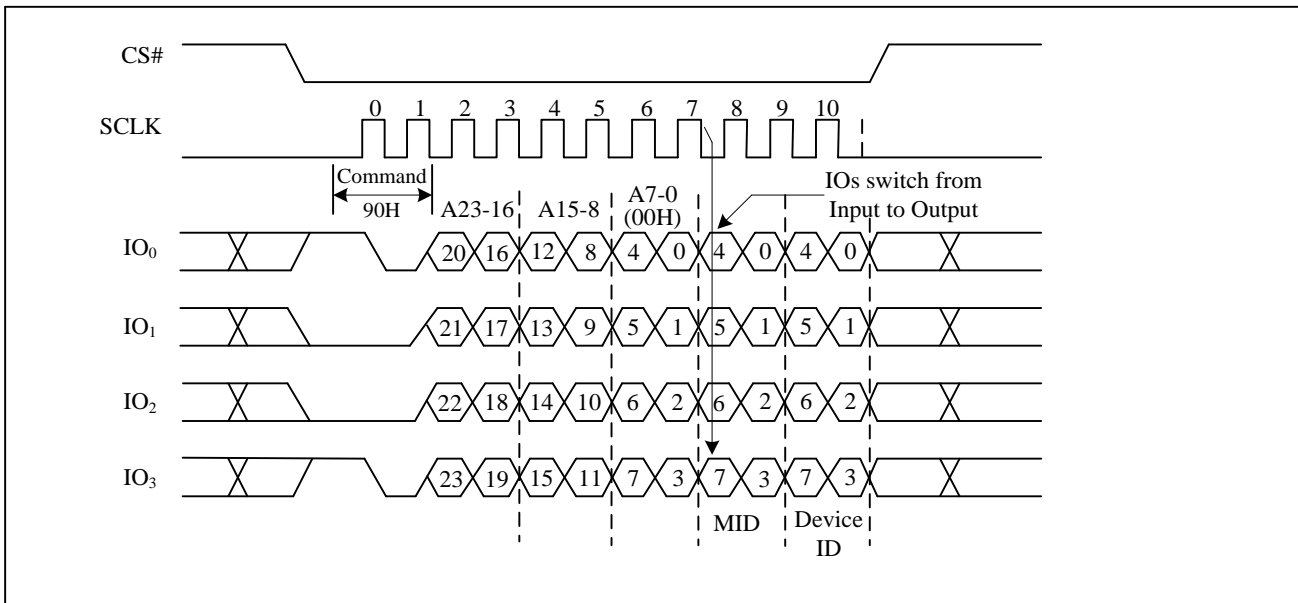 CS#
0 1 2 3 4 5 6 7 8 9 10
SCLK
Command
90H
A23-16 A15-8 A7-0
(00H)
IOs switch from
Input to Output
IO₀ 20 16 12 8 4 0 4 0 4 0
IO₁ 21 17 13 9 5 1 5 1 5 1
IO₂ 22 18 14 10 6 2 6 2 6 2
IO₃ 23 19 15 11 7 3 7 3 7 3
MID Device
ID